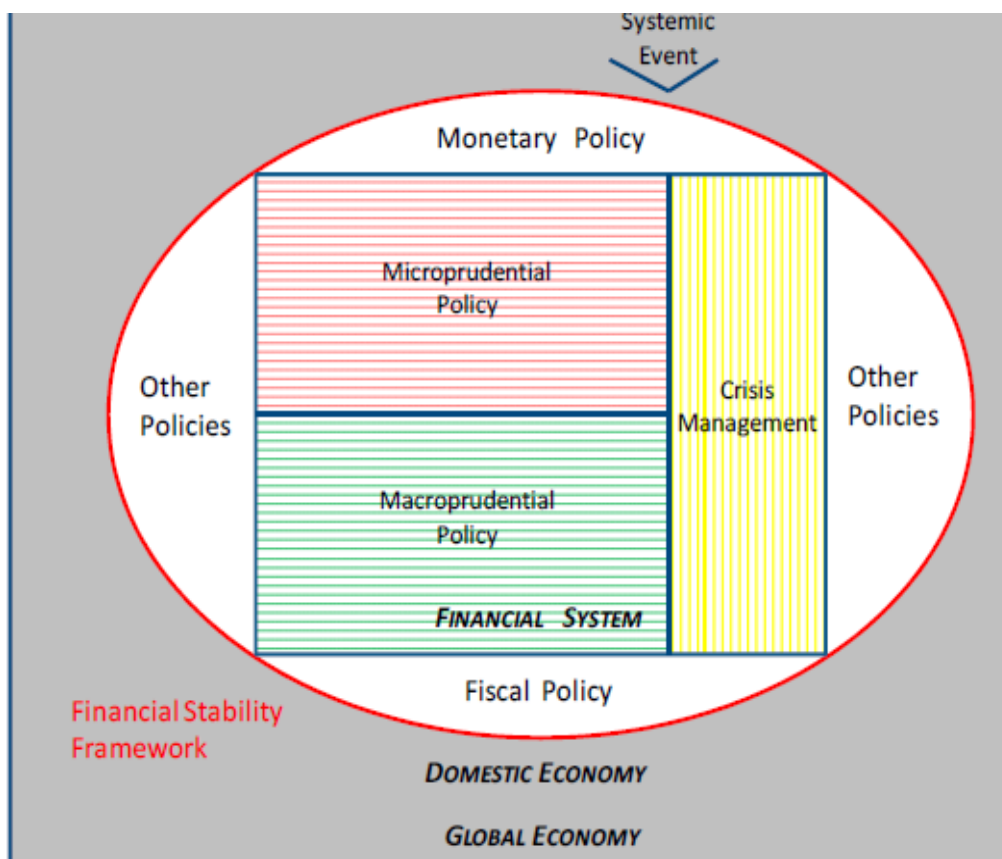 Systemic
Event
Monetary Policy
Microprudential
Policy
Other
Policies
Crisis
Management
Other
Policies
Macroprudential
Policy
FINANCIAL SYSTEM
Fiscal Policy
Financial Stability
Framework
DOMESTIC ECONOMY
GLOBAL ECONOMY